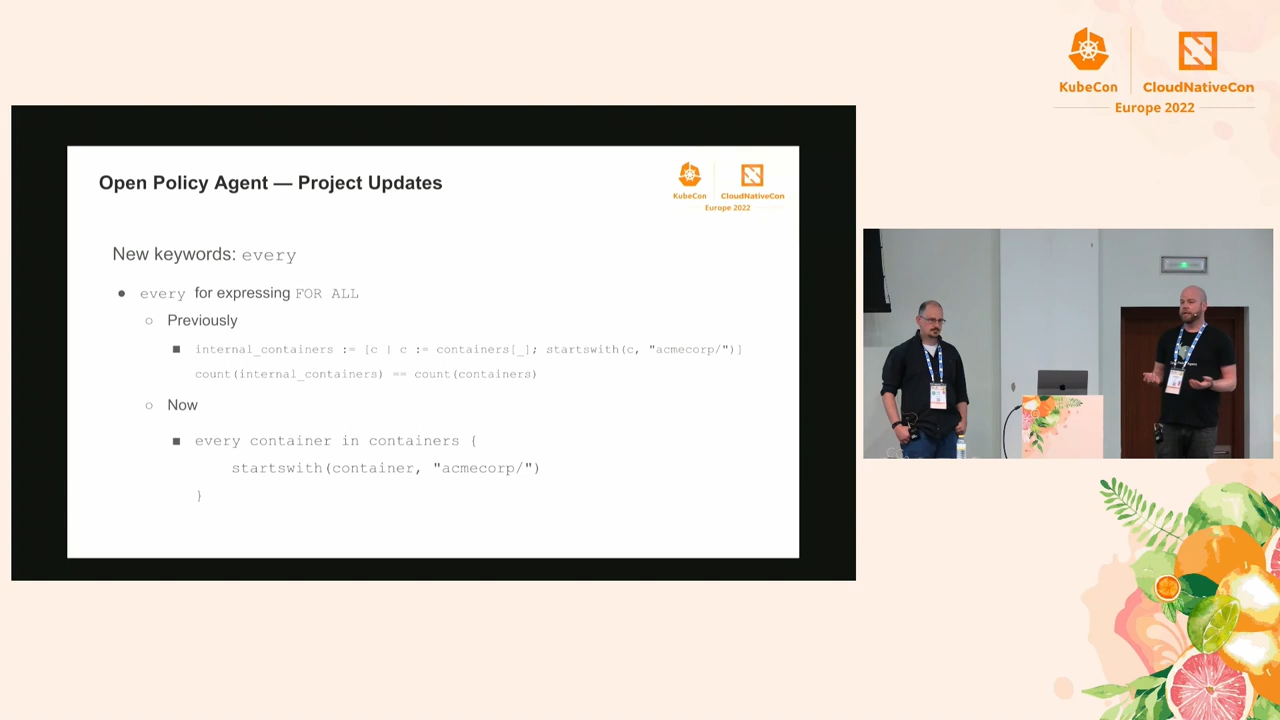 KubeCon
CloudNativeCon
Europe 2022
Open Policy Agent — Project Updates
KubeCon
CloudNativeCon
Europe 2022
New keywords: every
● every for expressing FOR ALL
○ Previously
■ internal_containers := [c | c := containers[_]; startswith(c, "acmecorp/")]
count(internal_containers) == count(containers)
○ Now
■ every container in containers {
startswith(container, "acmecorp/")
}